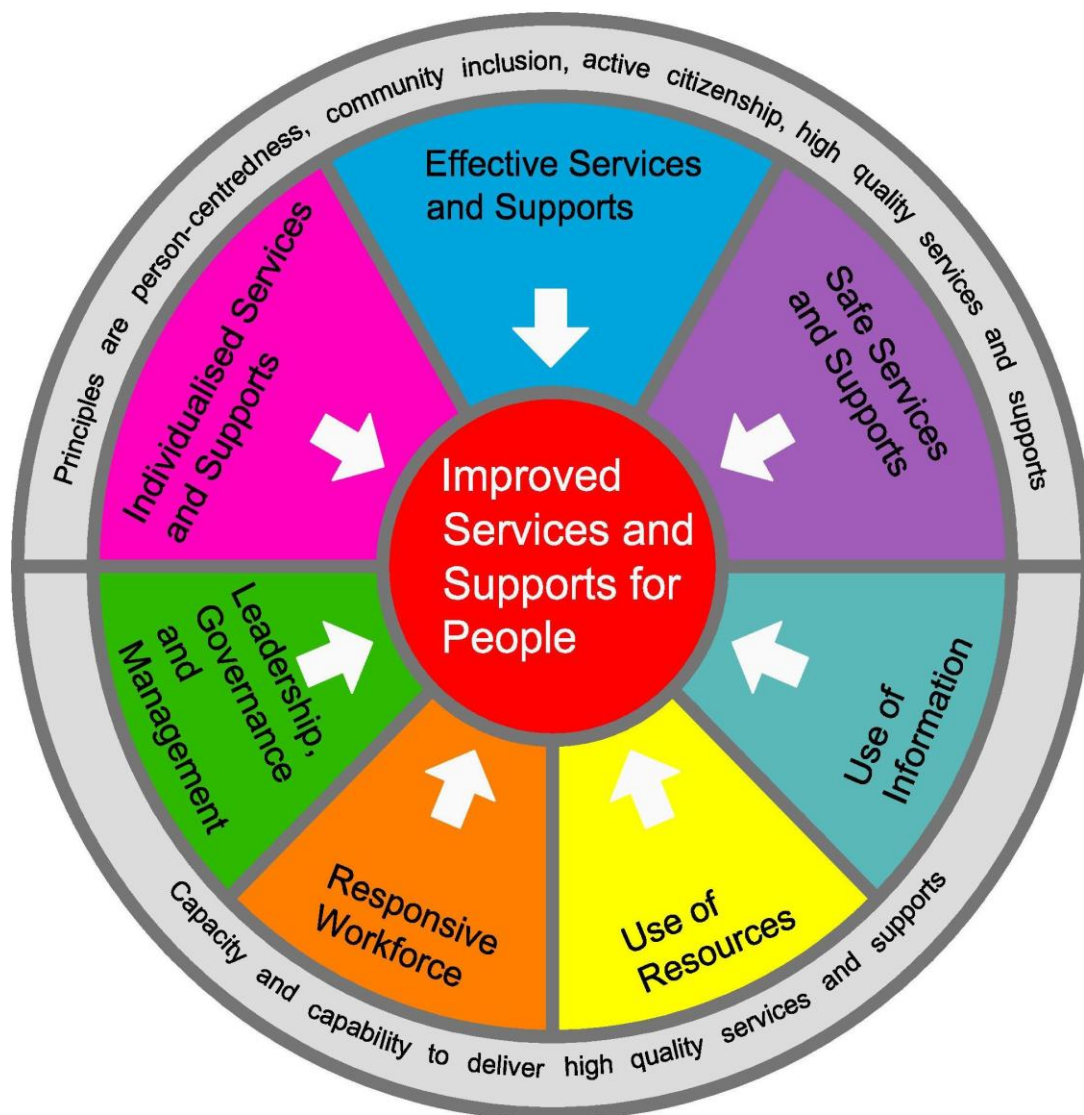 Principles are person-centredness, community inclusion, active citizenship, high quality services and supports
Individualised Services
and Supports
Effective Services
and Supports
Safe Services
and Supports
Improved
Services and
Supports for
People
Leadership,
Governance
and
Management
Responsive
Workforce
Use of
Resources
Use of
Information
Capacity and capability to deliver high quality services and supports